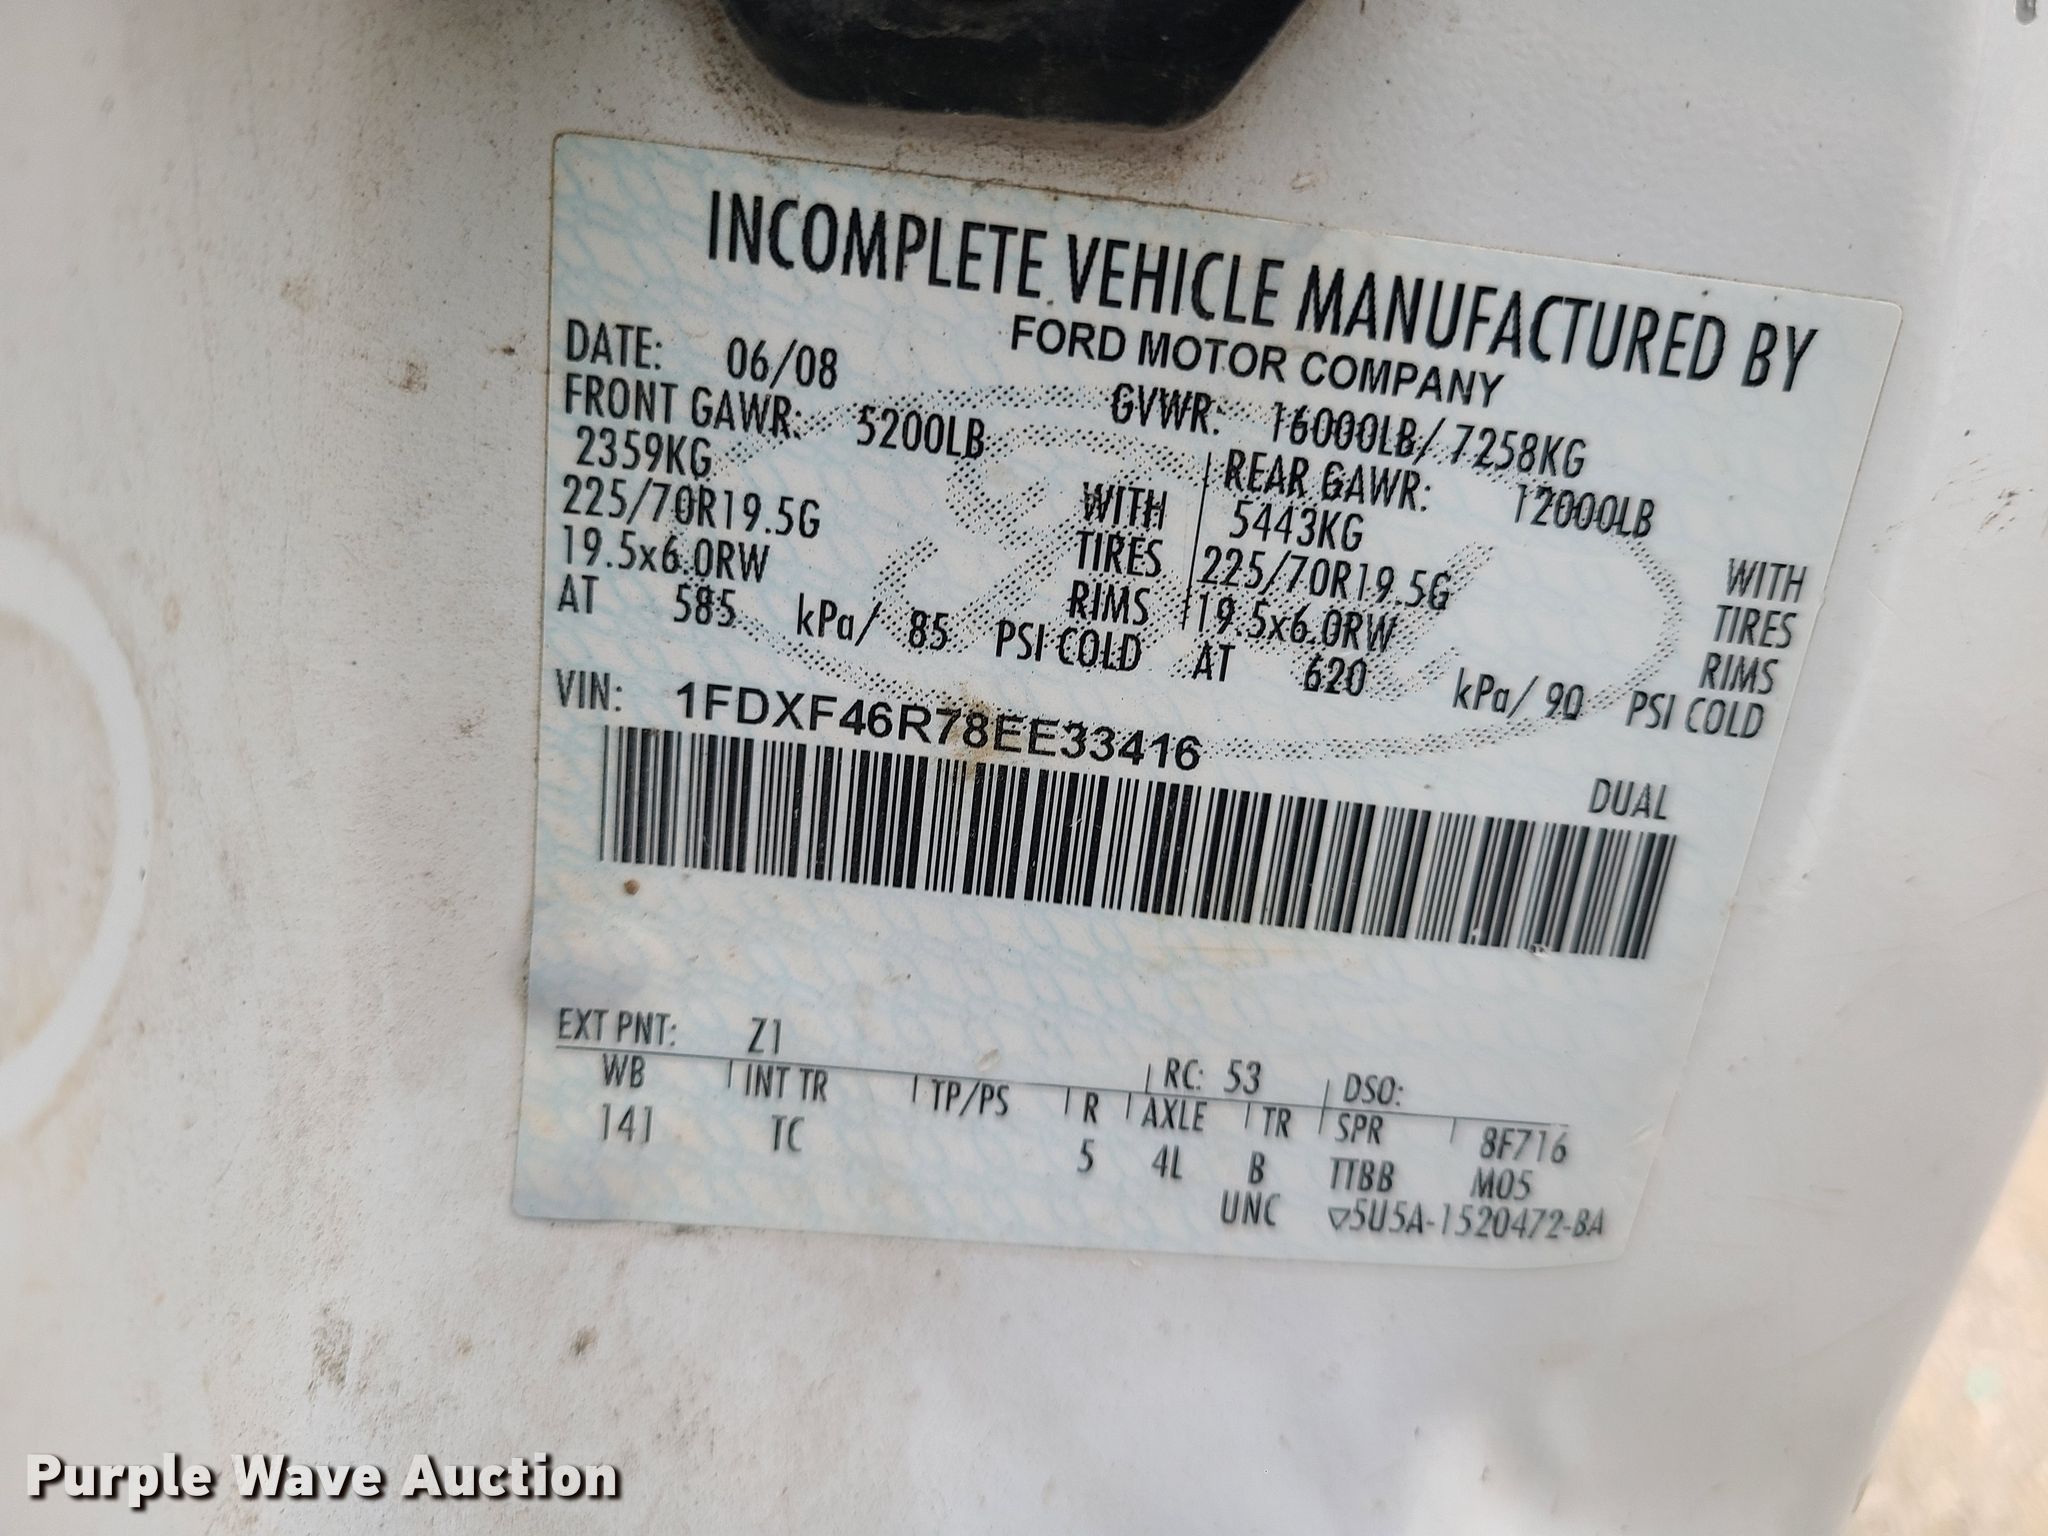 INCOMPLETE VEHICLE MANUFACTURED BY
FORD MOTOR COMPANY
DATE: 06/08 GVWR: 16000LB/ 7258KG
FRONT GAWR: 5200LB REAR GAWR: 12000LB
2359KG WITH 5443KG WITH
225/70R19.5G TIRES 225/70R19.5G TIRES
19.5x6.0RW RIMS 19.5x6.0RW RIMS
AT 585 kPa/ 85 PSI COLD AT 620 kPa/ 90 PSI COLD
VIN: 1FDXF46R78EE33416
DUAL
EXT PNT: Z1 RC: 53 DSO:
WB INT TR TP/PS R AXLE TR SPR 8F716
141 TC 5 4L B TTBB M05
UNC ▽5U5A-1520472-BA
Purple Wave Auction